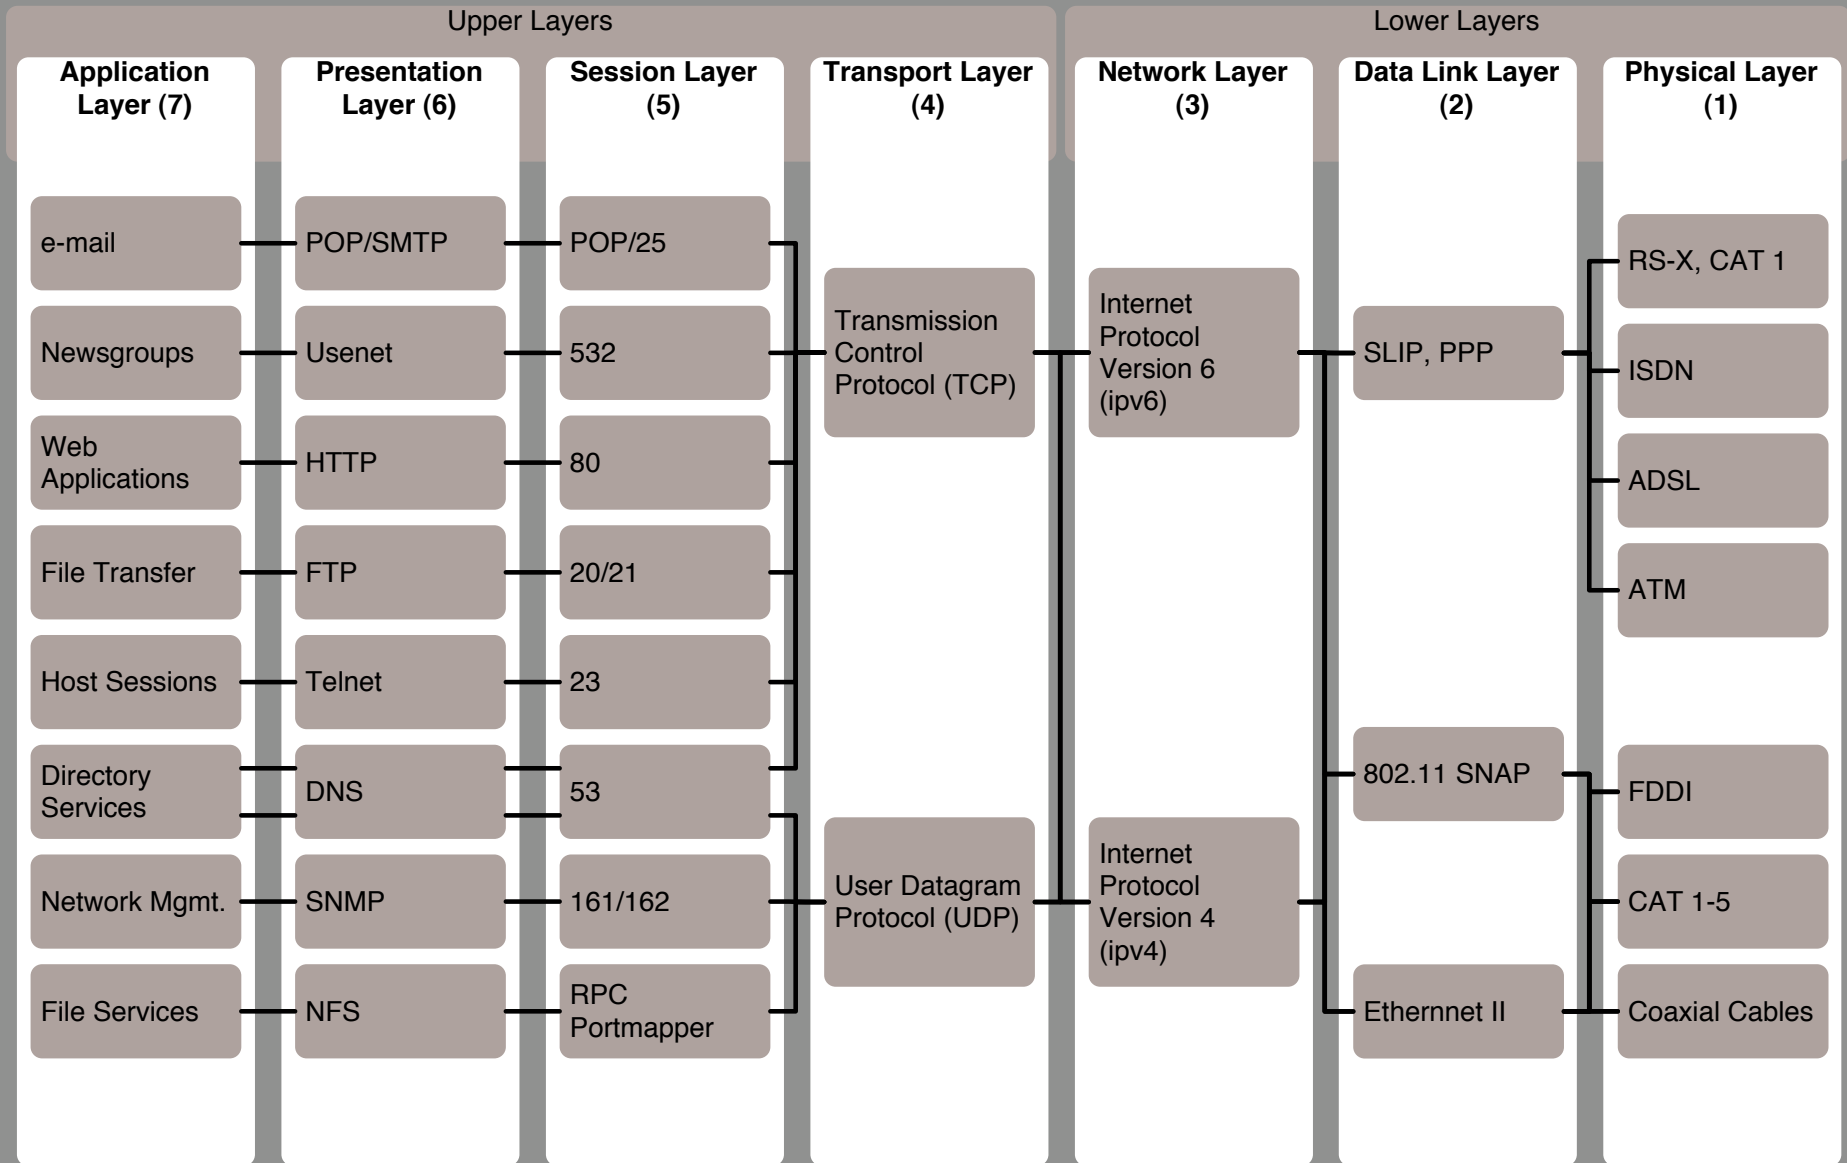 Upper Layers
Lower Layers
Application
Layer (7)
Presentation
Layer (6)
Session Layer
(5)
Transport Layer
(4)
Network Layer
(3)
Data Link Layer
(2)
Physical Layer
(1)
e-mail
Newsgroups
Web
Applications
File Transfer
Host Sessions
Directory
Services
Network Mgmt.
File Services
POP/SMTP
Usenet
HTTP
FTP
Telnet
DNS
SNMP
NFS
POP/25
532
80
20/21
23
53
161/162
RPC
Portmapper
Transmission
Control
Protocol (TCP)
User Datagram
Protocol (UDP)
Internet
Protocol
Version 6
(ipv6)
Internet
Protocol
Version 4
(ipv4)
SLIP, PPP
802.11 SNAP
Ethernnet II
RS-X, CAT 1
ISDN
ADSL
ATM
FDDI
CAT 1-5
Coaxial Cables